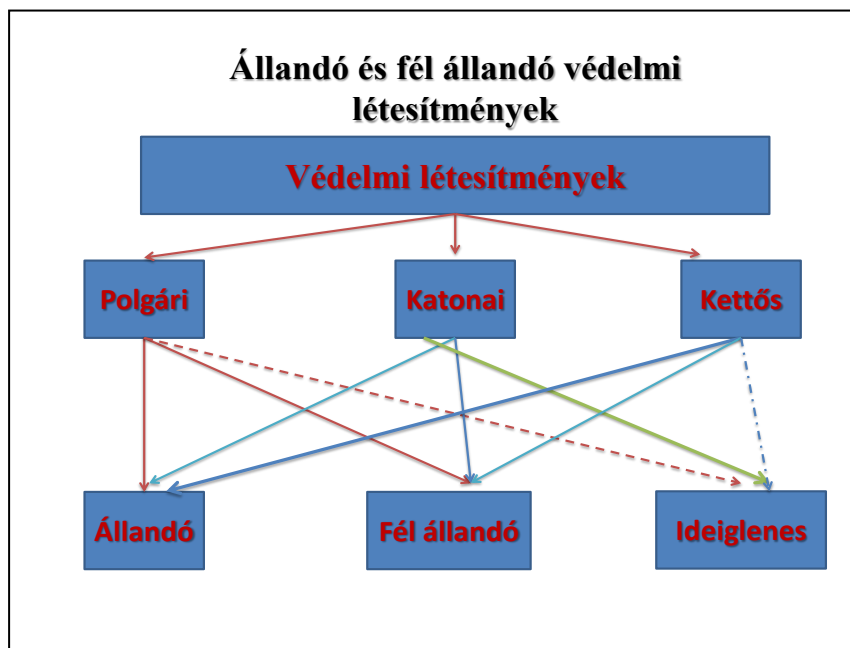 Állandó és fél állandó védelmi
létesítmények
Védelmi létesítmények
Polgári
Katonai
Kettős
Állandó
Fél állandó
Ideiglenes